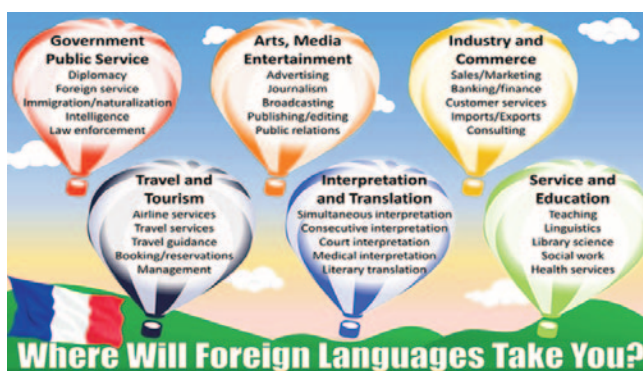 Government
Public Service
Diplomacy
Foreign service
Immigration/naturalization
Intelligence
Law enforcement
Arts, Media
Entertainment
Advertising
Journalism
Broadcasting
Publishing/editing
Public relations
Industry and
Commerce
Sales/Marketing
Banking/finance
Customer services
Imports/Exports
Consulting
Travel and
Tourism
Airline services
Travel services
Travel guidance
Booking/reservations
Management
Interpretation
and Translation
Simultaneous interpretation
Consecutive interpretation
Court interpretation
Medical interpretation
Literary translation
Service and
Education
Teaching
Linguistics
Library science
Social work
Health services
Where Will Foreign Languages Take You?